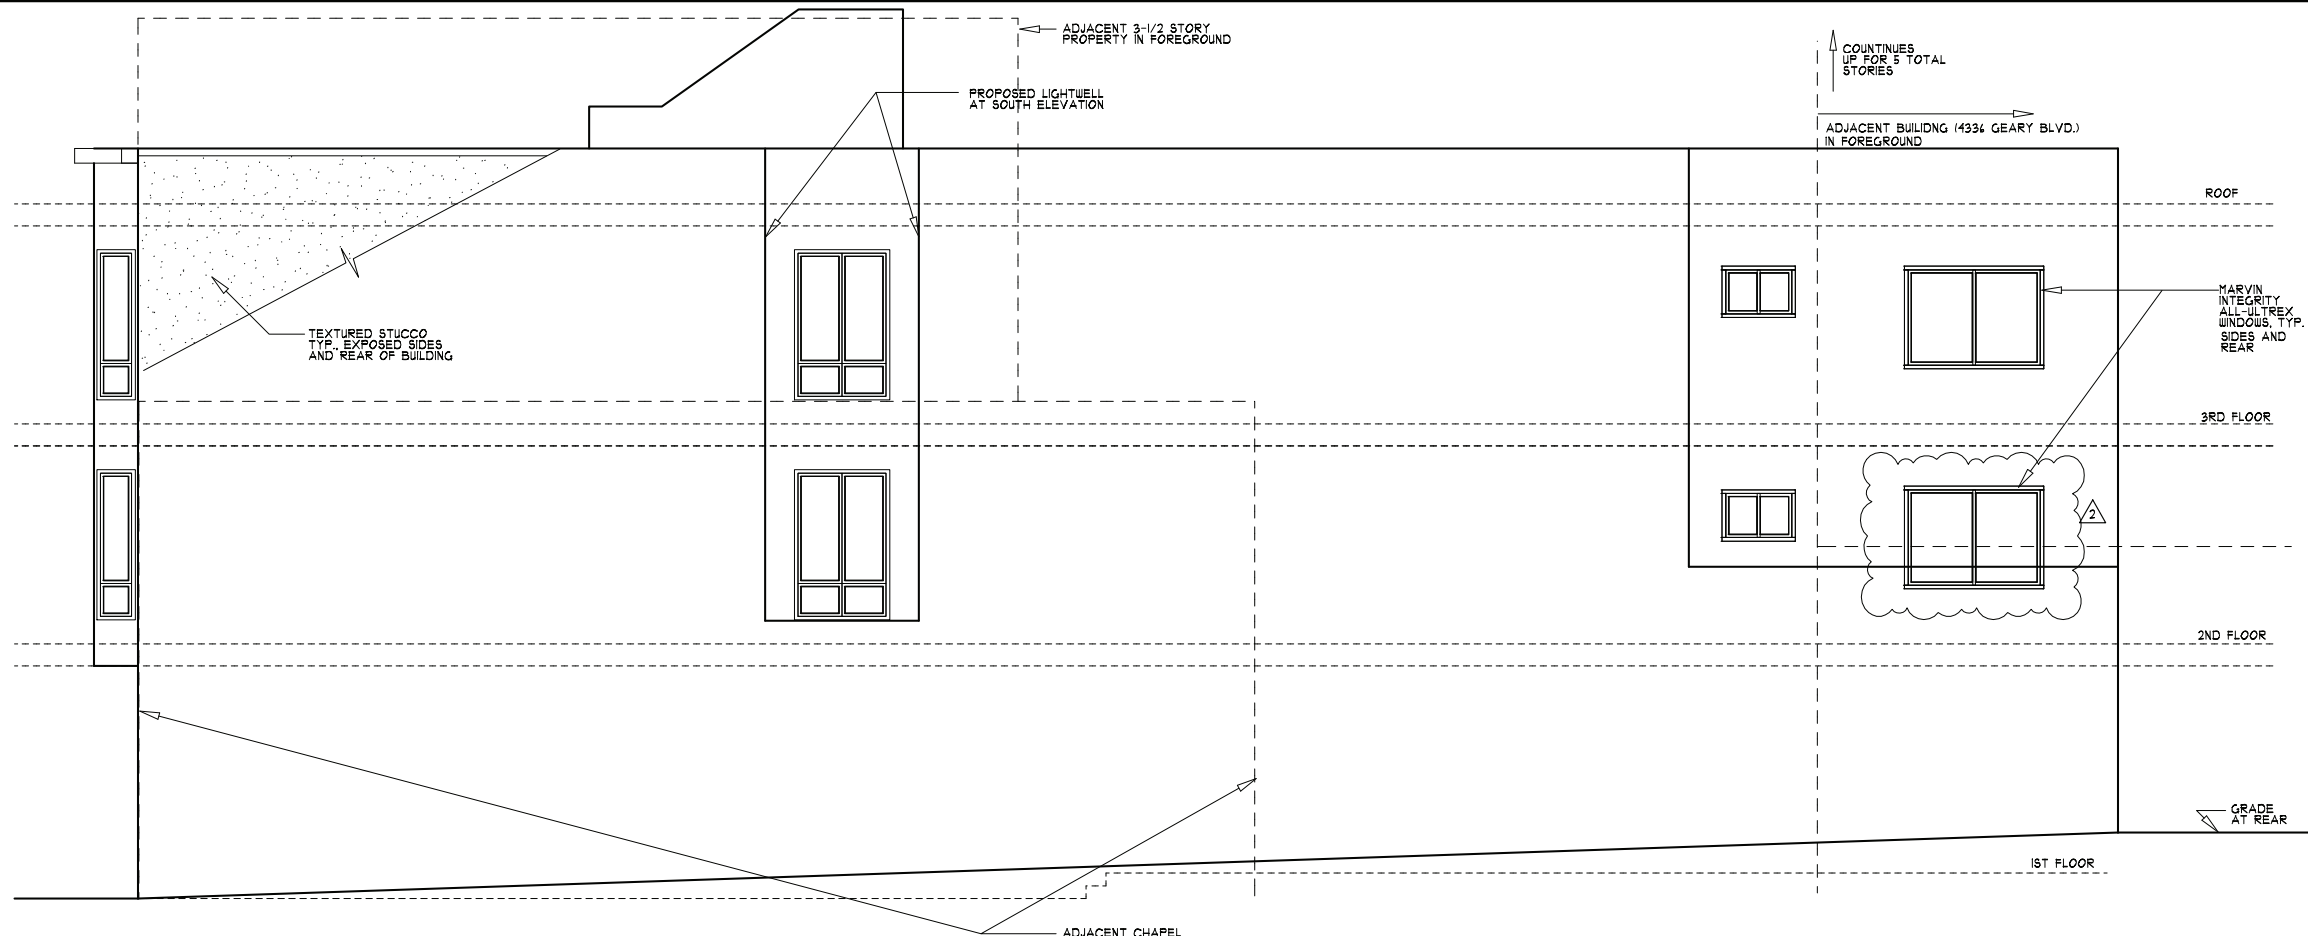 ADJACENT 3-1/2 STORY
PROPERTY IN FOREGROUND
COUNTINUES
UP FOR 5 TOTAL
STORIES
PROPOSED LIGHTWELL
AT SOUTH ELEVATION
ADJACENT BUILIDNG (4336 GEARY BLVD.)
IN FOREGROUND
ROOF
MARVIN
INTEGRITY
ALL-ULTREX
WINDOWS, TYP.
SIDES AND
REAR
TEXTURED STUCCO
TYP., EXPOSED SIDES
AND REAR OF BUILDING
3RD FLOOR
2
2ND FLOOR
GRADE
AT REAR
1ST FLOOR
ADJACENT CHAPEL